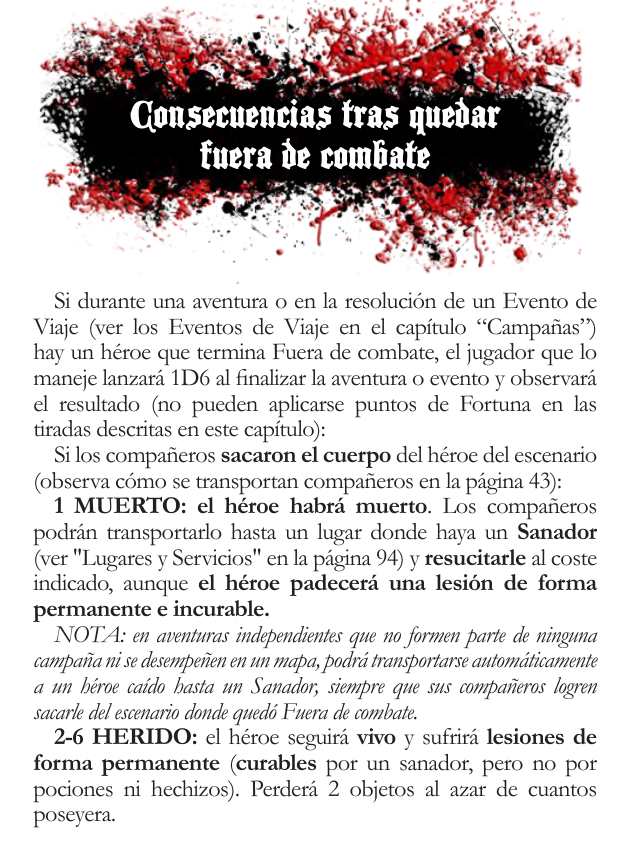 Consecuencias tras quedar
fuera de combate
Si durante una aventura o en la resolución de un Evento de
Viaje (ver los Eventos de Viaje en el capítulo “Campañas”)
hay un héroe que termina Fuera de combate, el jugador que lo
maneje lanzará 1D6 al finalizar la aventura o evento y observará
el resultado (no pueden aplicarse puntos de Fortuna en las
tiradas descritas en este capítulo):
Si los compañeros sacaron el cuerpo del héroe del escenario
(observa cómo se transportan compañeros en la página 43):
1 MUERTO: el héroe habrá muerto. Los compañeros
podrán transportarlo hasta un lugar donde haya un Sanador
(ver "Lugares y Servicios" en la página 94) y resucitarle al coste
indicado, aunque el héroe padecerá una lesión de forma
permanente e incurable.
NOTA: en aventuras independientes que no formen parte de ninguna
campaña ni se desempeñen en un mapa, podrá transportarse automáticamente
a un héroe caído hasta un Sanador, siempre que sus compañeros logren
sacarle del escenario donde quedó Fuera de combate.
2-6 HERIDO: el héroe seguirá vivo y sufrirá lesiones de
forma permanente (curables por un sanador, pero no por
pociones ni hechizos). Perderá 2 objetos al azar de cuantos
poseyera.